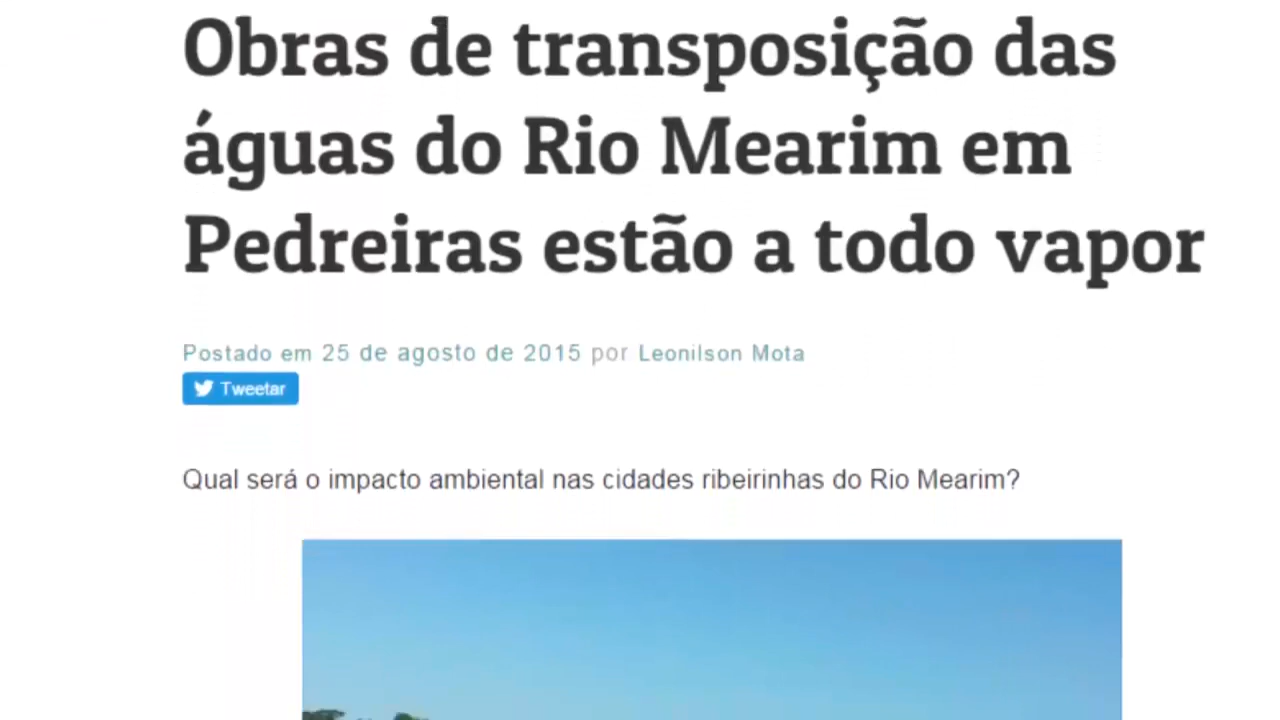 Obras de transposição das
águas do Rio Mearim em
Pedreiras estão a todo vapor
Postado em 25 de agosto de 2015 por Leonilson Mota
Tweetar
Qual será o impacto ambiental nas cidades ribeirinhas do Rio Mearim?